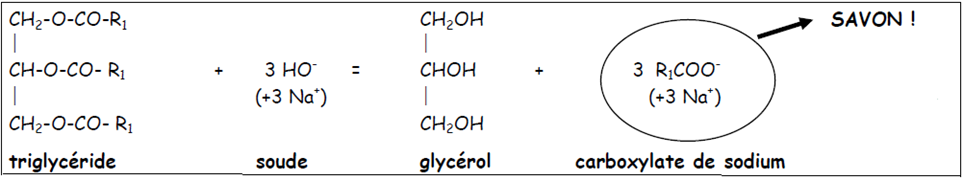 CH₂-O-CO-R₁ CH₂OH SAVON !
| |
CH-O-CO- R₁ + 3 HO⁻ = CHOH + 3 R₁COO⁻
| (+3 Na⁺) | (+3 Na⁺)
CH₂-O-CO- R₁ CH₂OH
triglycéride soude glycérol carboxylate de sodium